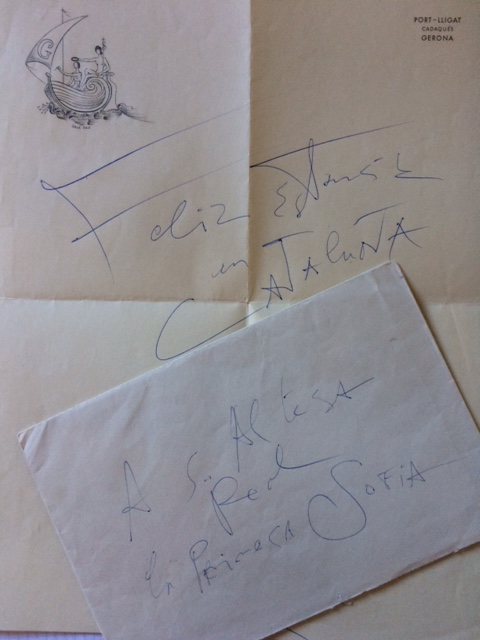 PORT-LLIGAT
CADAQUÉS
GERONA
Feliz Estancia
en
CATaluÑA
A S. Alteza
Real
la Princesa SOFIA